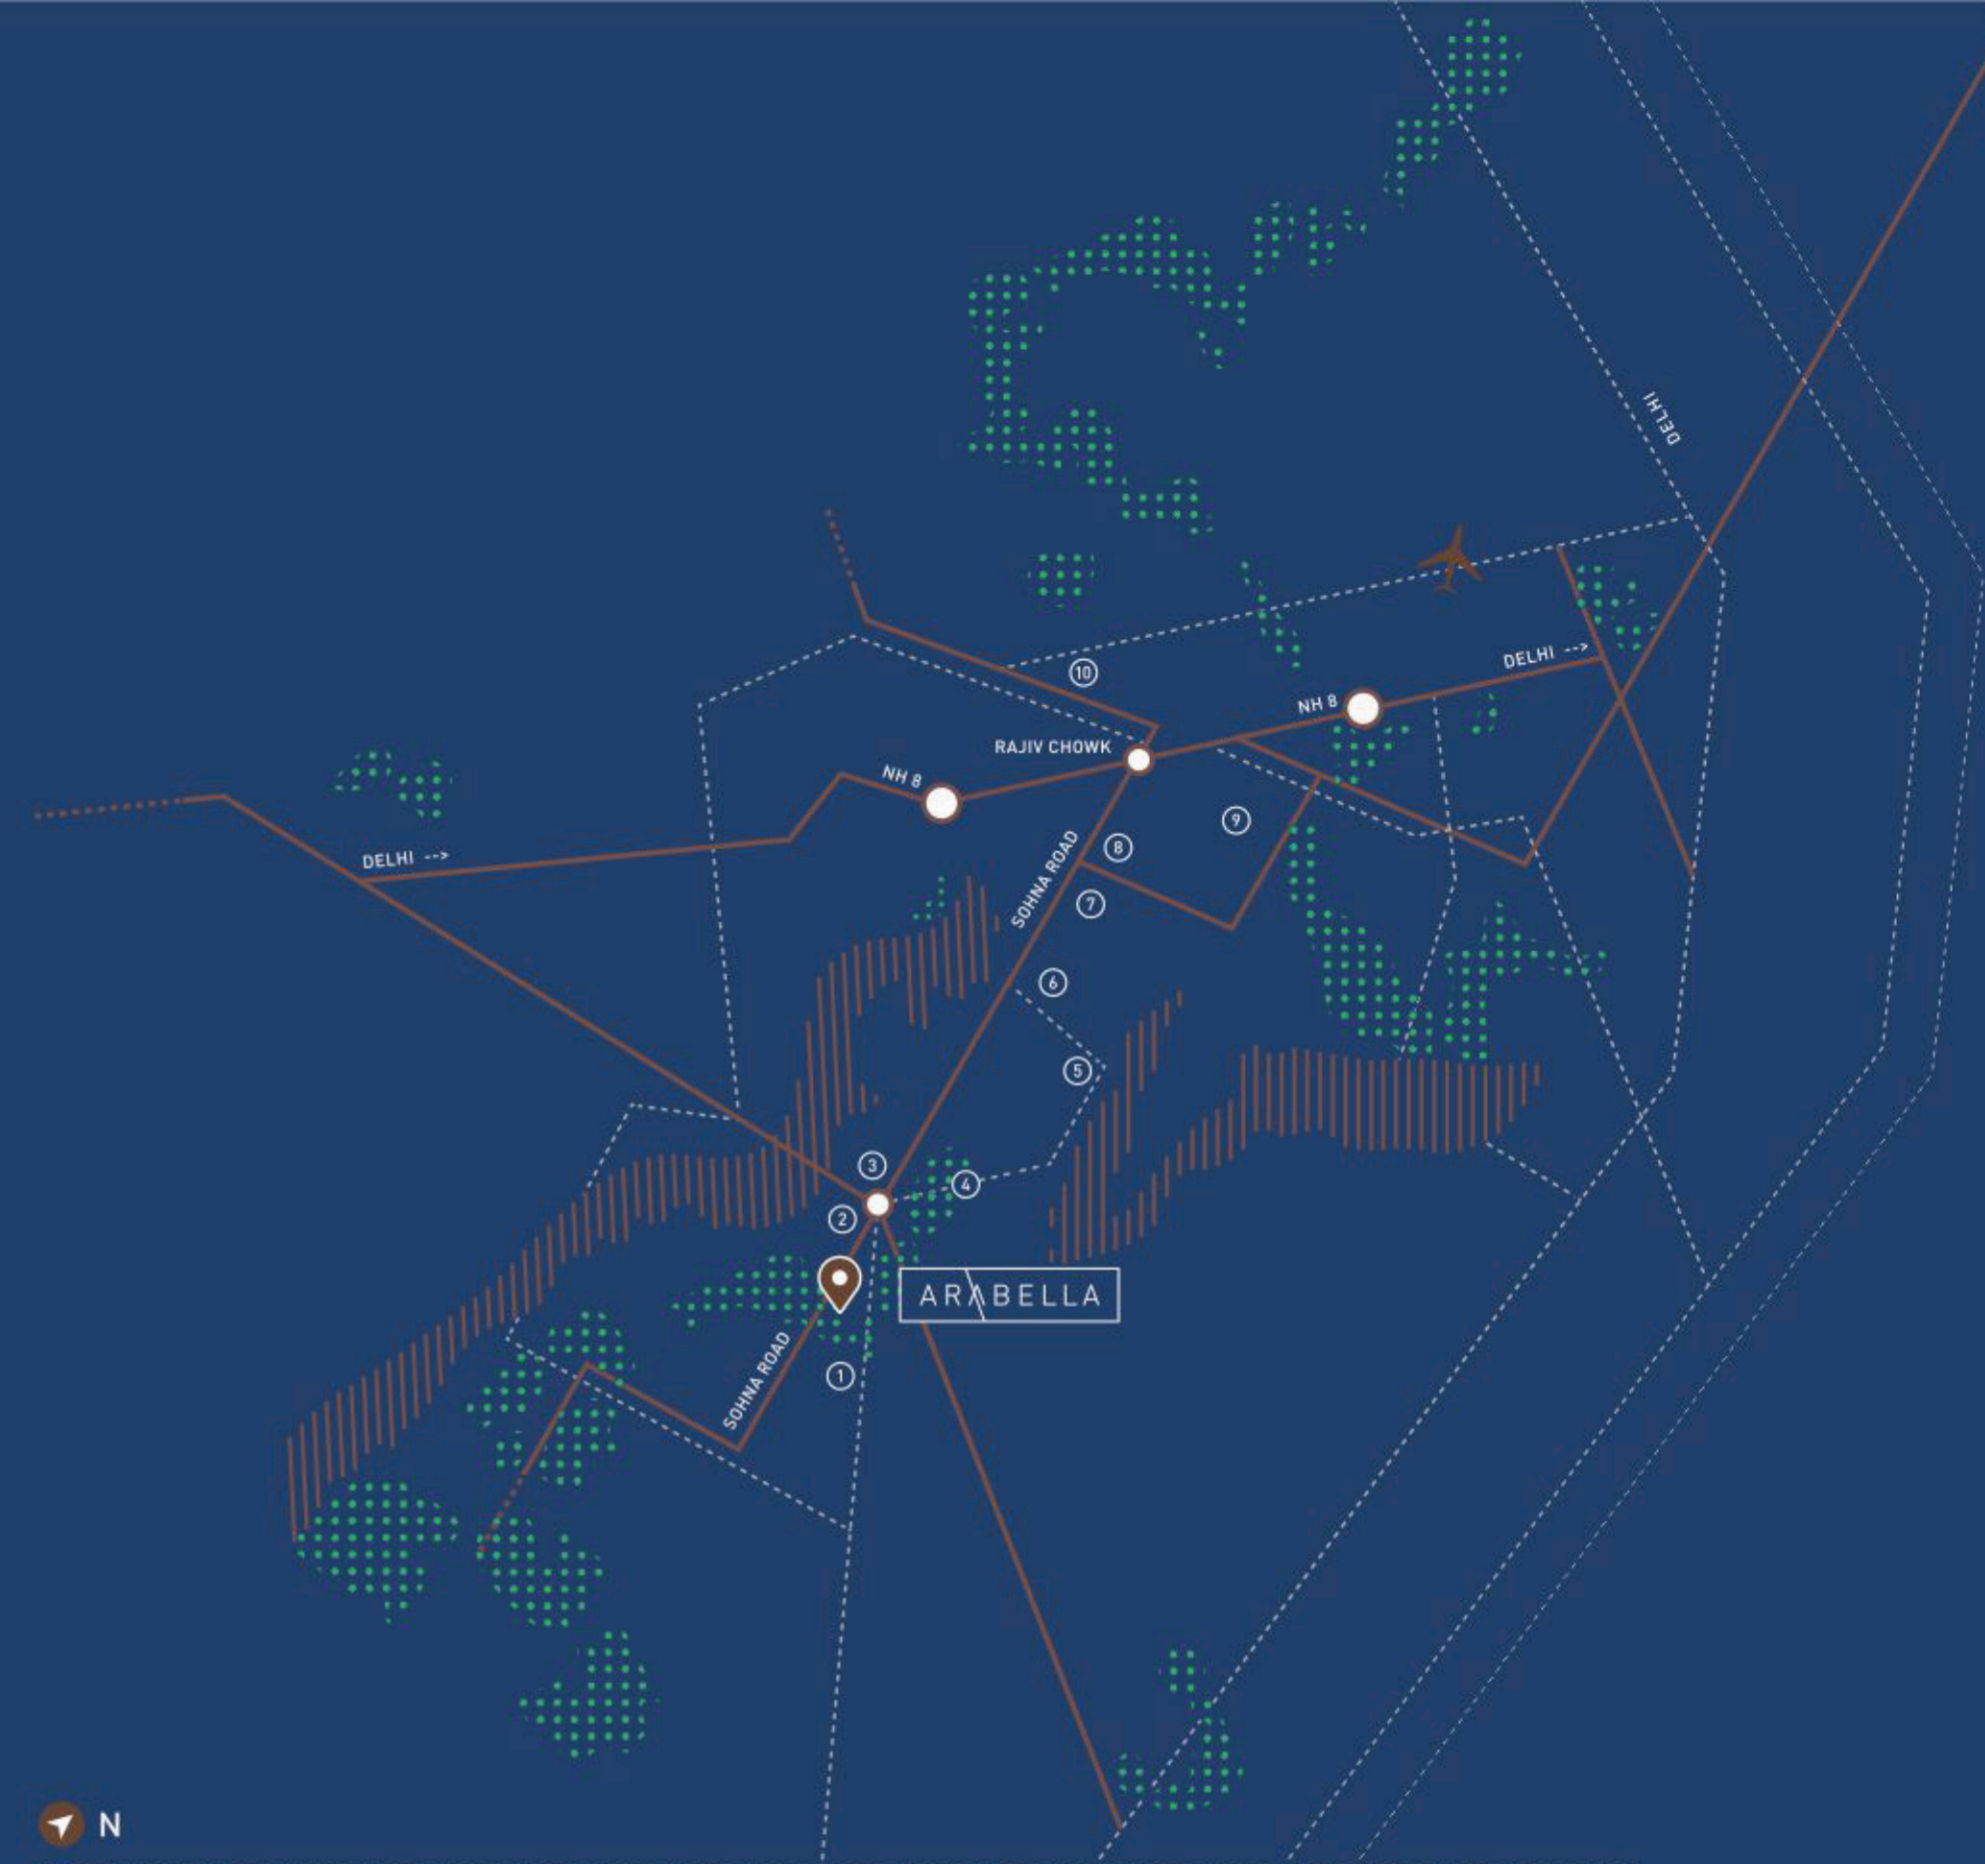 DELHI
DELHI -->
NH 8
10
RAJIV CHOWK
NH 8
9
8
SOHNA ROAD
DELHI -->
7
6
5
3
4
2
ARABELLA
1
SOHNA ROAD
N